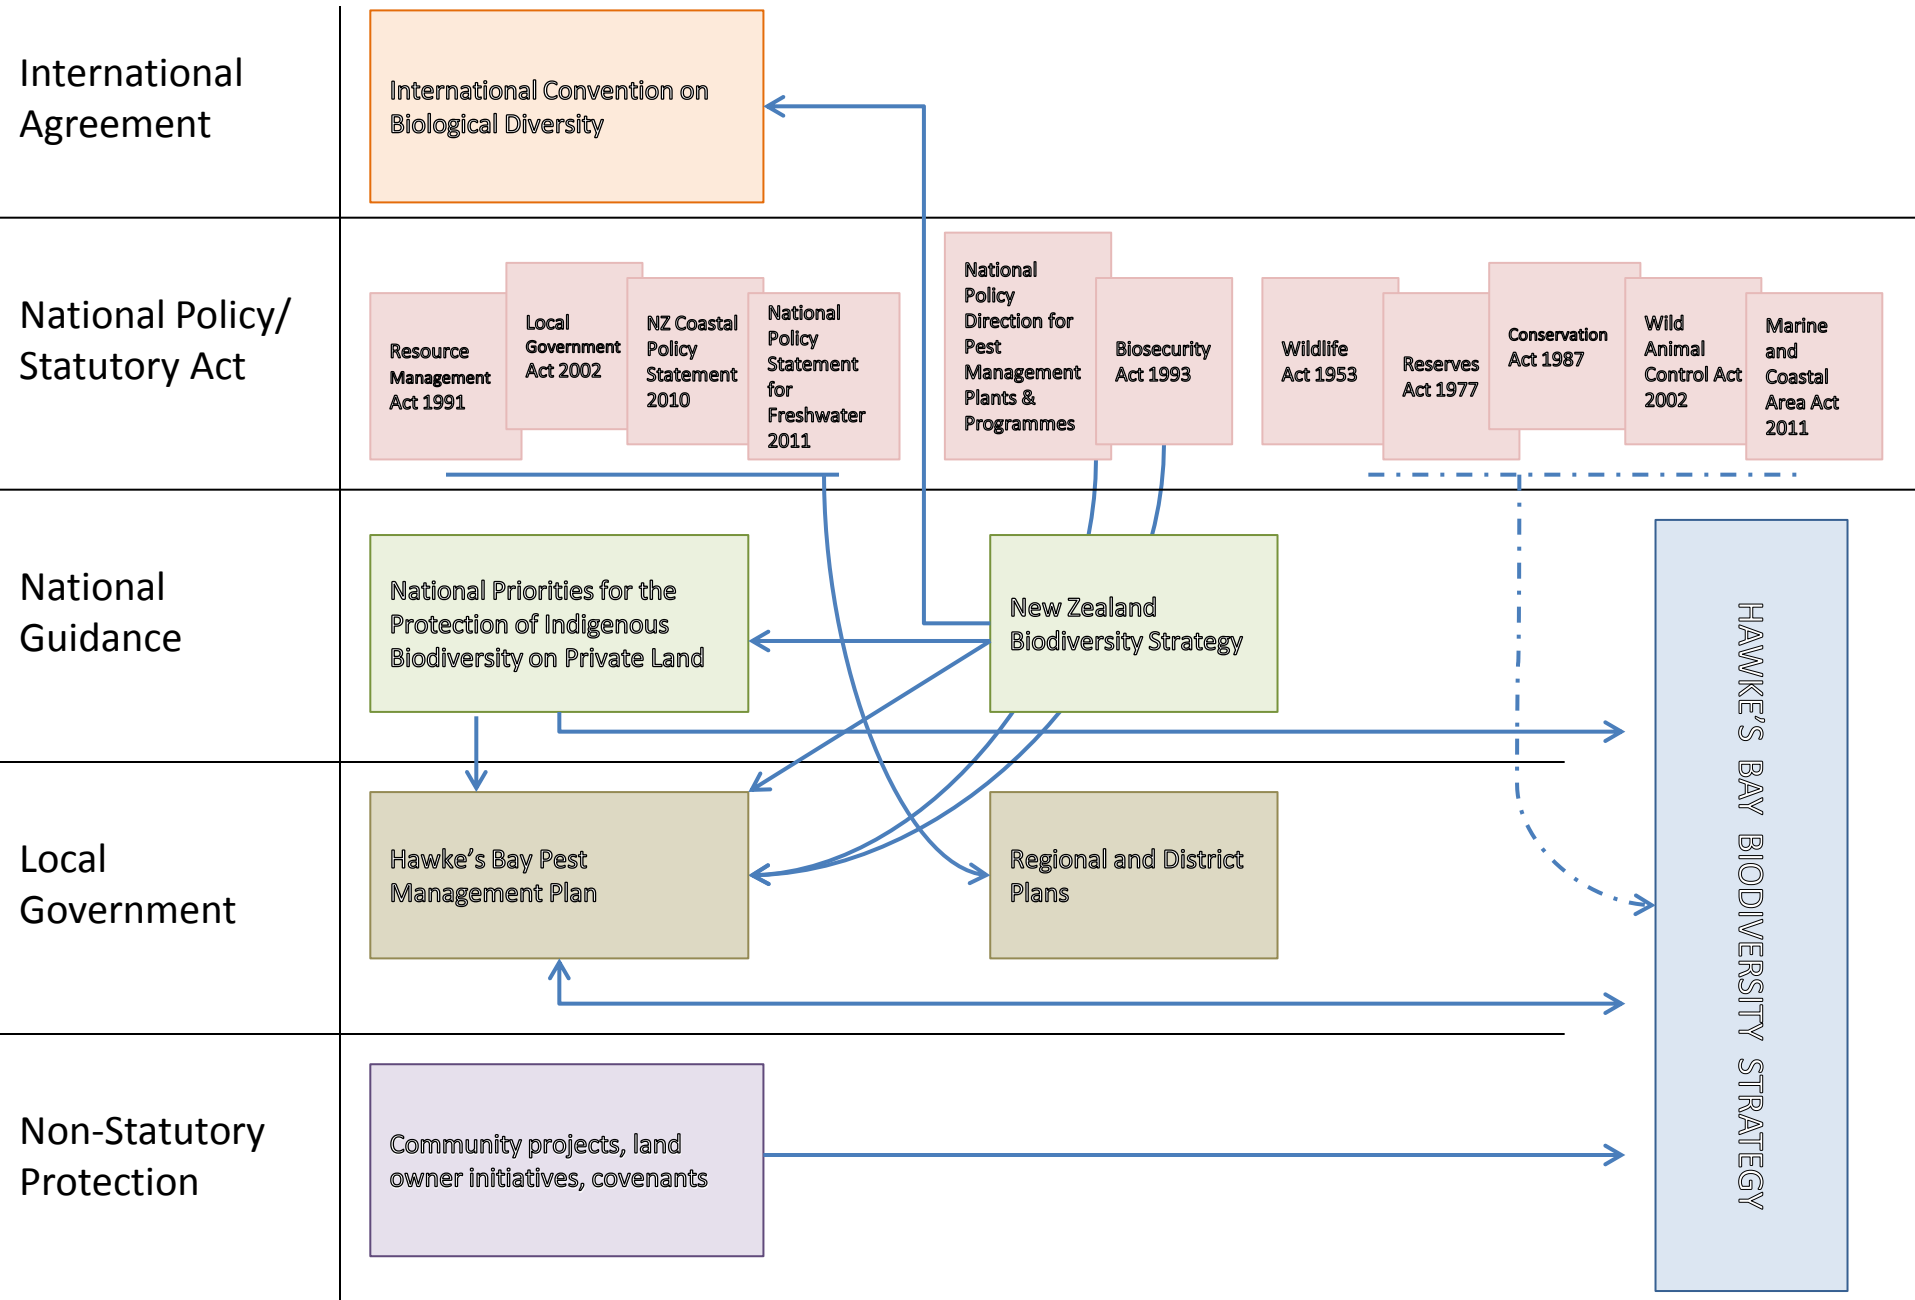 International
Agreement
International Convention on
Biological Diversity
National Policy/
Statutory Act
Resource
Management
Act 1991
Local
Government
Act 2002
NZ Coastal
Policy
Statement
2010
National
Policy
Statement
for
Freshwater
2011
National
Policy
Direction for
Pest
Management
Plants &
Programmes
Biosecurity
Act 1993
Wildlife
Act 1953
Reserves
Act 1977
Conservation
Act 1987
Wild
Animal
Control Act
2002
Marine
and
Coastal
Area Act
2011
National
Guidance
National Priorities for the
Protection of Indigenous
Biodiversity on Private Land
New Zealand
Biodiversity Strategy
HAWKE'S BAY BIODIVERSITY STRATEGY
Local
Government
Hawke's Bay Pest
Management Plan
Regional and District
Plans
Non-Statutory
Protection
Community projects, land
owner initiatives, covenants